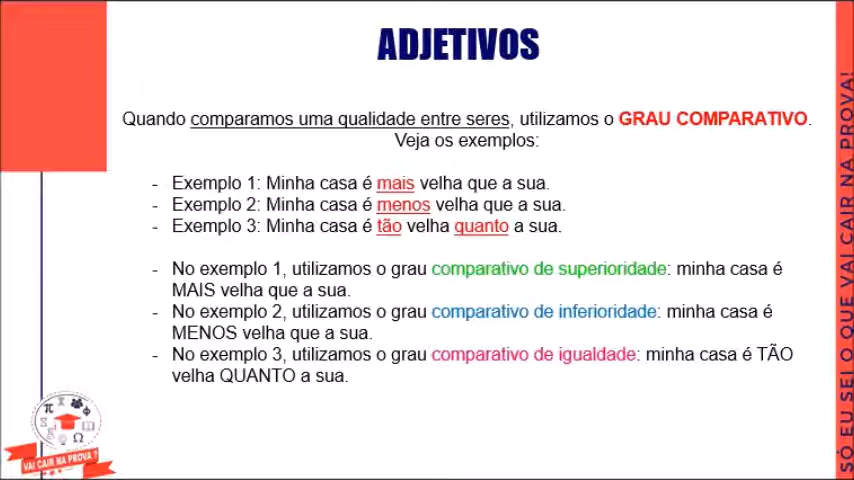 ADJETIVOS
Quando comparamos uma qualidade entre seres, utilizamos o GRAU COMPARATIVO.
Veja os exemplos:
- Exemplo 1: Minha casa é mais velha que a sua.
- Exemplo 2: Minha casa é menos velha que a sua.
- Exemplo 3: Minha casa é tão velha quanto a sua.
- No exemplo 1, utilizamos o grau comparativo de superioridade: minha casa é
MAIS velha que a sua.
- No exemplo 2, utilizamos o grau comparativo de inferioridade: minha casa é
MENOS velha que a sua.
- No exemplo 3, utilizamos o grau comparativo de igualdade: minha casa é TÃO
velha QUANTO a sua.
VAI CAIR NA PROVA ?
SÓ EU SEI O QUE VAI CAIR NA PROVA!